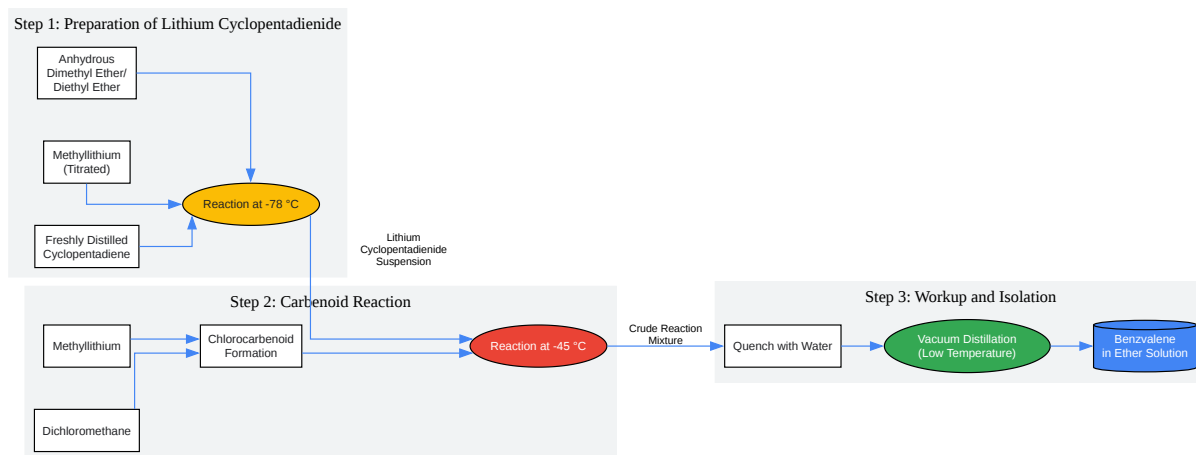 Step 1: Preparation of Lithium Cyclopentadienide
Anhydrous
Dimethyl Ether/
Diethyl Ether
Methyllithium
(Titrated)
Reaction at -78 °C
Freshly Distilled
Cyclopentadiene
Lithium
Cyclopentadienide
Suspension
Step 2: Carbenoid Reaction
Methyllithium
Chlorocarbenoid
Formation
Reaction at -45 °C
Dichloromethane
Crude Reaction
Mixture
Step 3: Workup and Isolation
Quench with Water
Vacuum Distillation
(Low Temperature)
Benzvalene
in Ether Solution